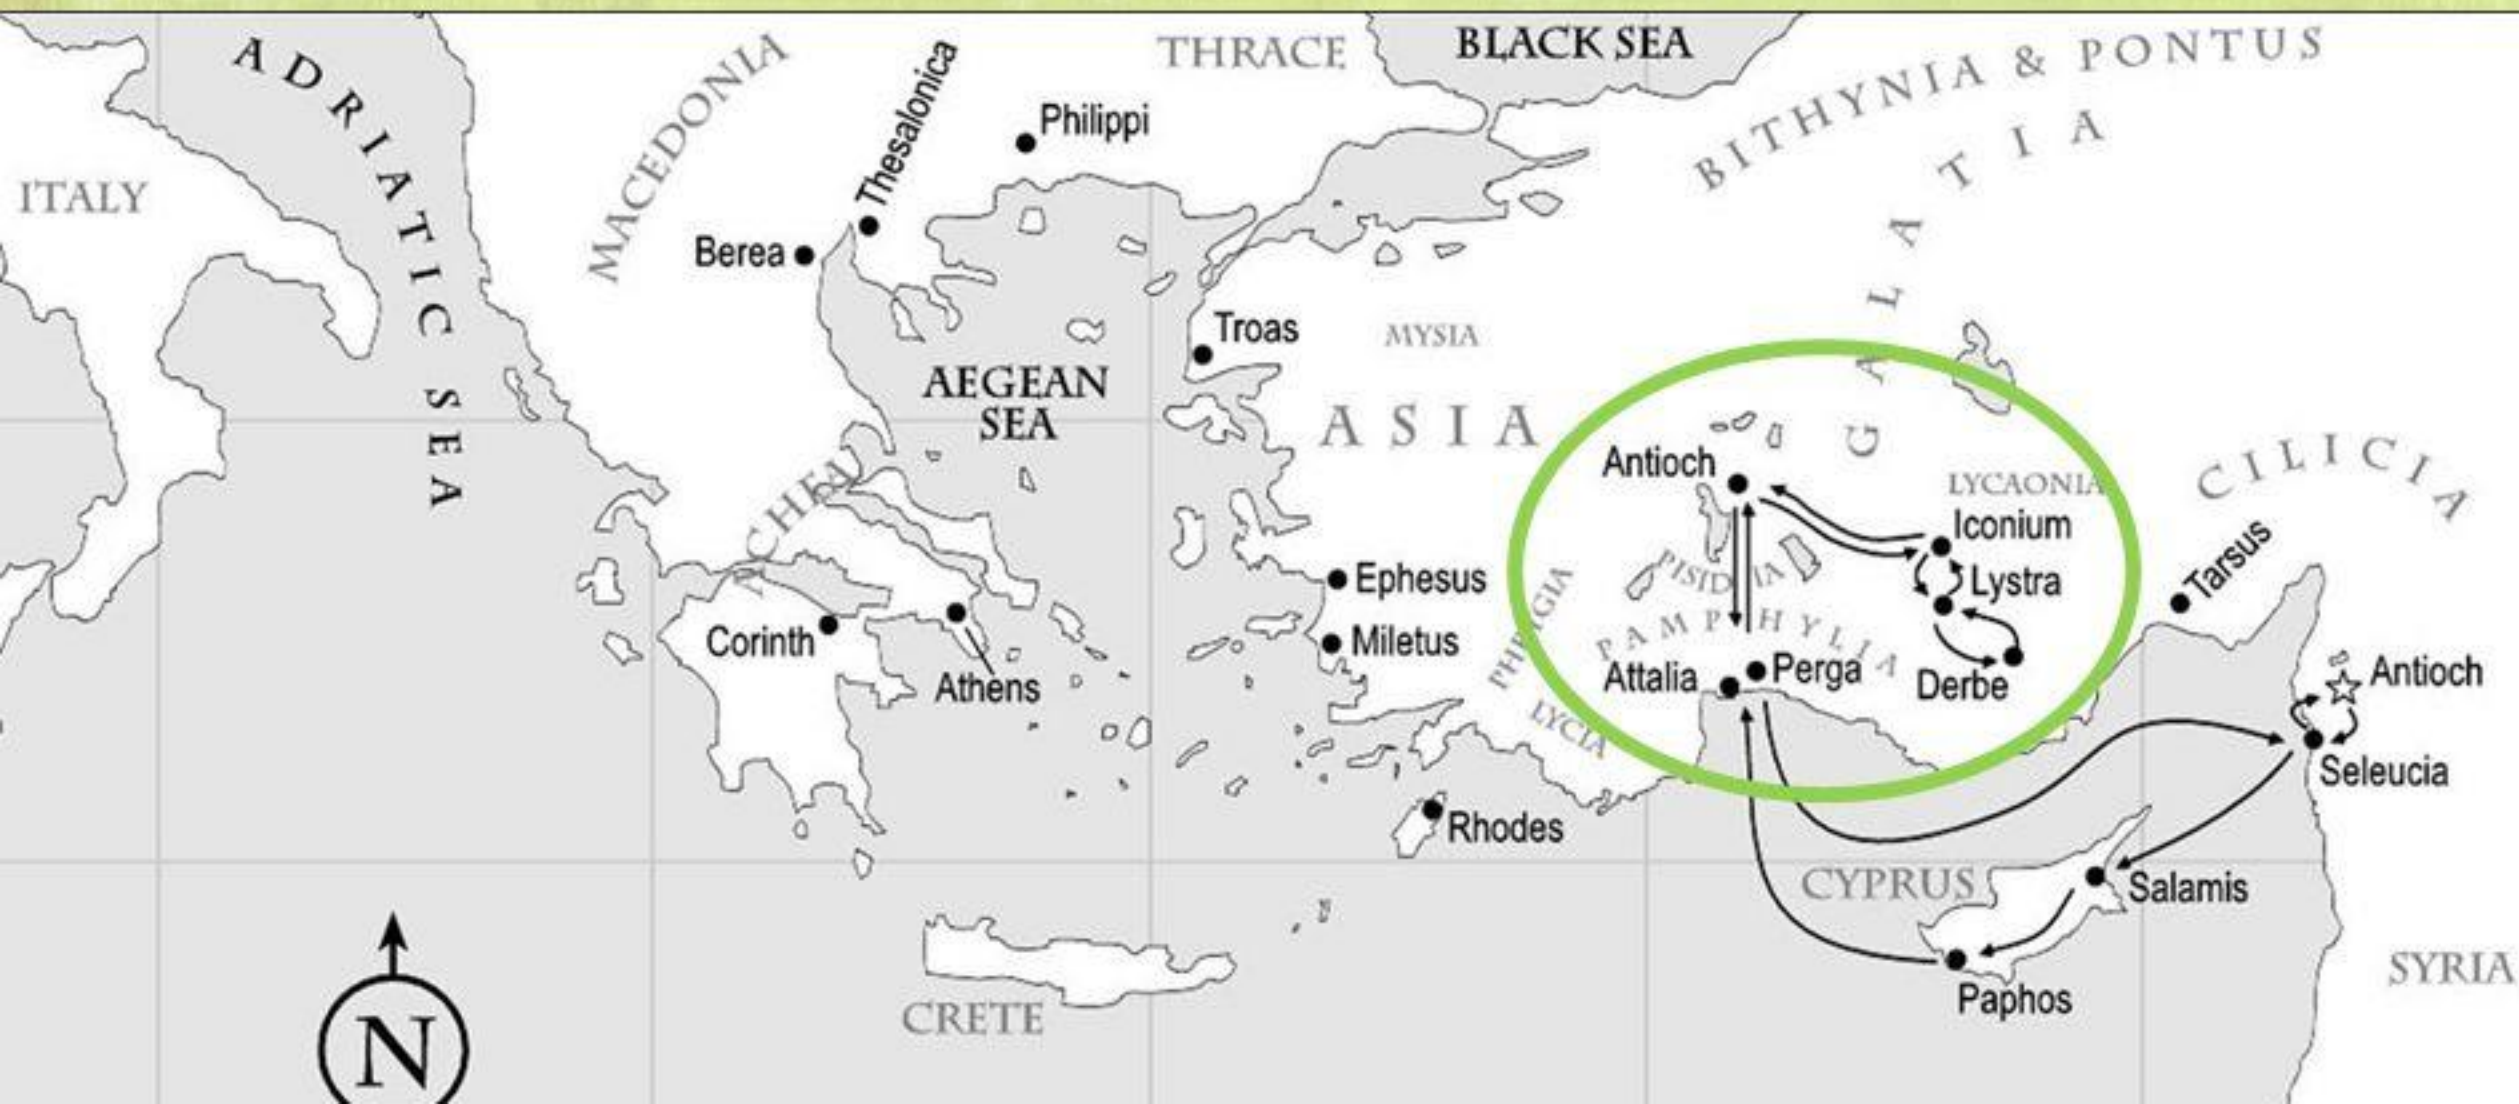 ADRIATIC SEA
ITALY
MACEDONIA
Thesalonica
Philippi
Berea
THRACE
BLACK SEA
BITHYNIA & PONTUS
GALATIA
Troas
MYSIA
AEGEAN
SEA
ASIA
ACHEA
Antioch
LYCAONIA
Iconium
Lystra
CILICIA
Tarsus
PISIDIA
PHRIGIA
PAMPHYLIA
Ephesus
Miletus
Corinth
Athens
Attalia
Perga
Derbe
LYCIA
Antioch
Seleucia
Rhodes
CYPRUS
Salamis
Paphos
SYRIA
CRETE
N